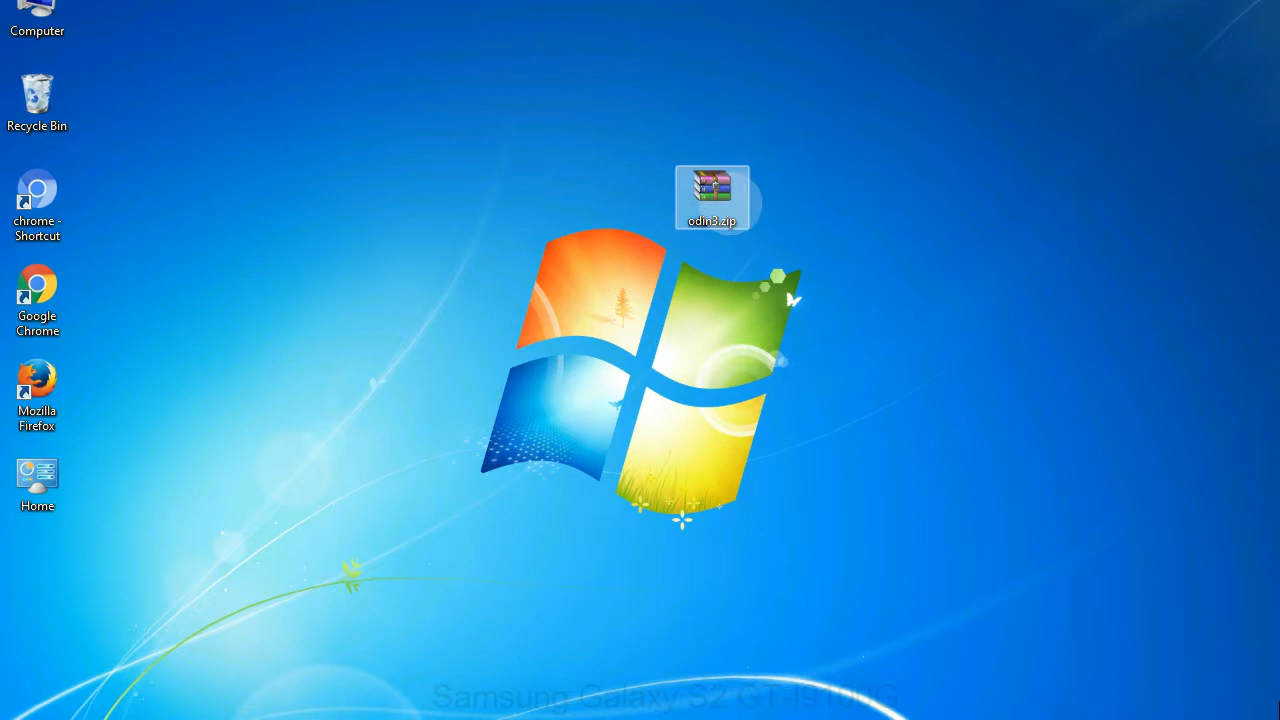 Computer
Recycle Bin
chrome -
Shortcut
Google
Chrome
Mozilla
Firefox
Home
odin3.zip
Samsung Galaxy S2 GT-I9100G